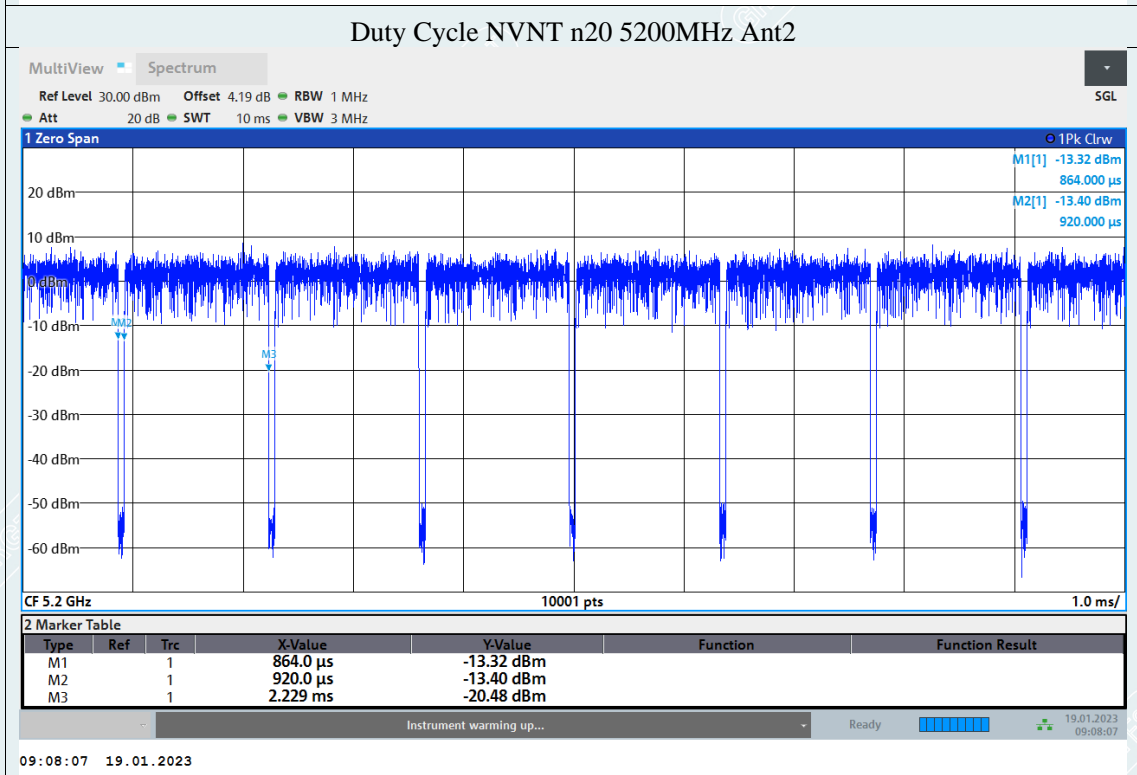 Duty Cycle NVNT n20 5200MHz Ant2
MultiView Spectrum
Ref Level 30.00 dBm Offset 4.19 dB RBW 1 MHz SGL
Att 20 dB SWT 10 ms VBW 3 MHz
1 Zero Span 1Pk Clrw
M1[1] -13.32 dBm
864.000 µs
20 dBm
M2[1] -13.40 dBm
920.000 µs
10 dBm
0 dBm
MM2
-10 dBm
M3
-20 dBm
-30 dBm
-40 dBm
-50 dBm
-60 dBm
CF 5.2 GHz 10001 pts 1.0 ms/
2 Marker Table
Type Ref Trc X-Value Y-Value Function Function Result
M1 1 864.0 µs -13.32 dBm
M2 1 920.0 µs -13.40 dBm
M3 1 2.229 ms -20.48 dBm
Instrument warming up... Ready 19.01.2023
09:08:07
09:08:07 19.01.2023